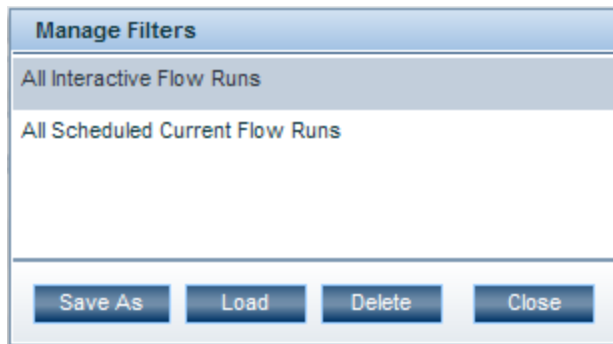 Manage Filters
All Interactive Flow Runs
All Scheduled Current Flow Runs
Save As Load Delete Close